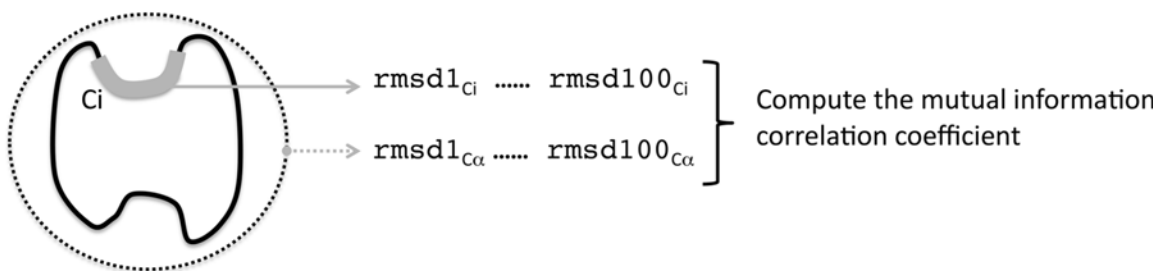 Ci
rmsd1Ci ...... rmsd100Ci
rmsd1Cα ...... rmsd100Cα
Compute the mutual information
correlation coefficient